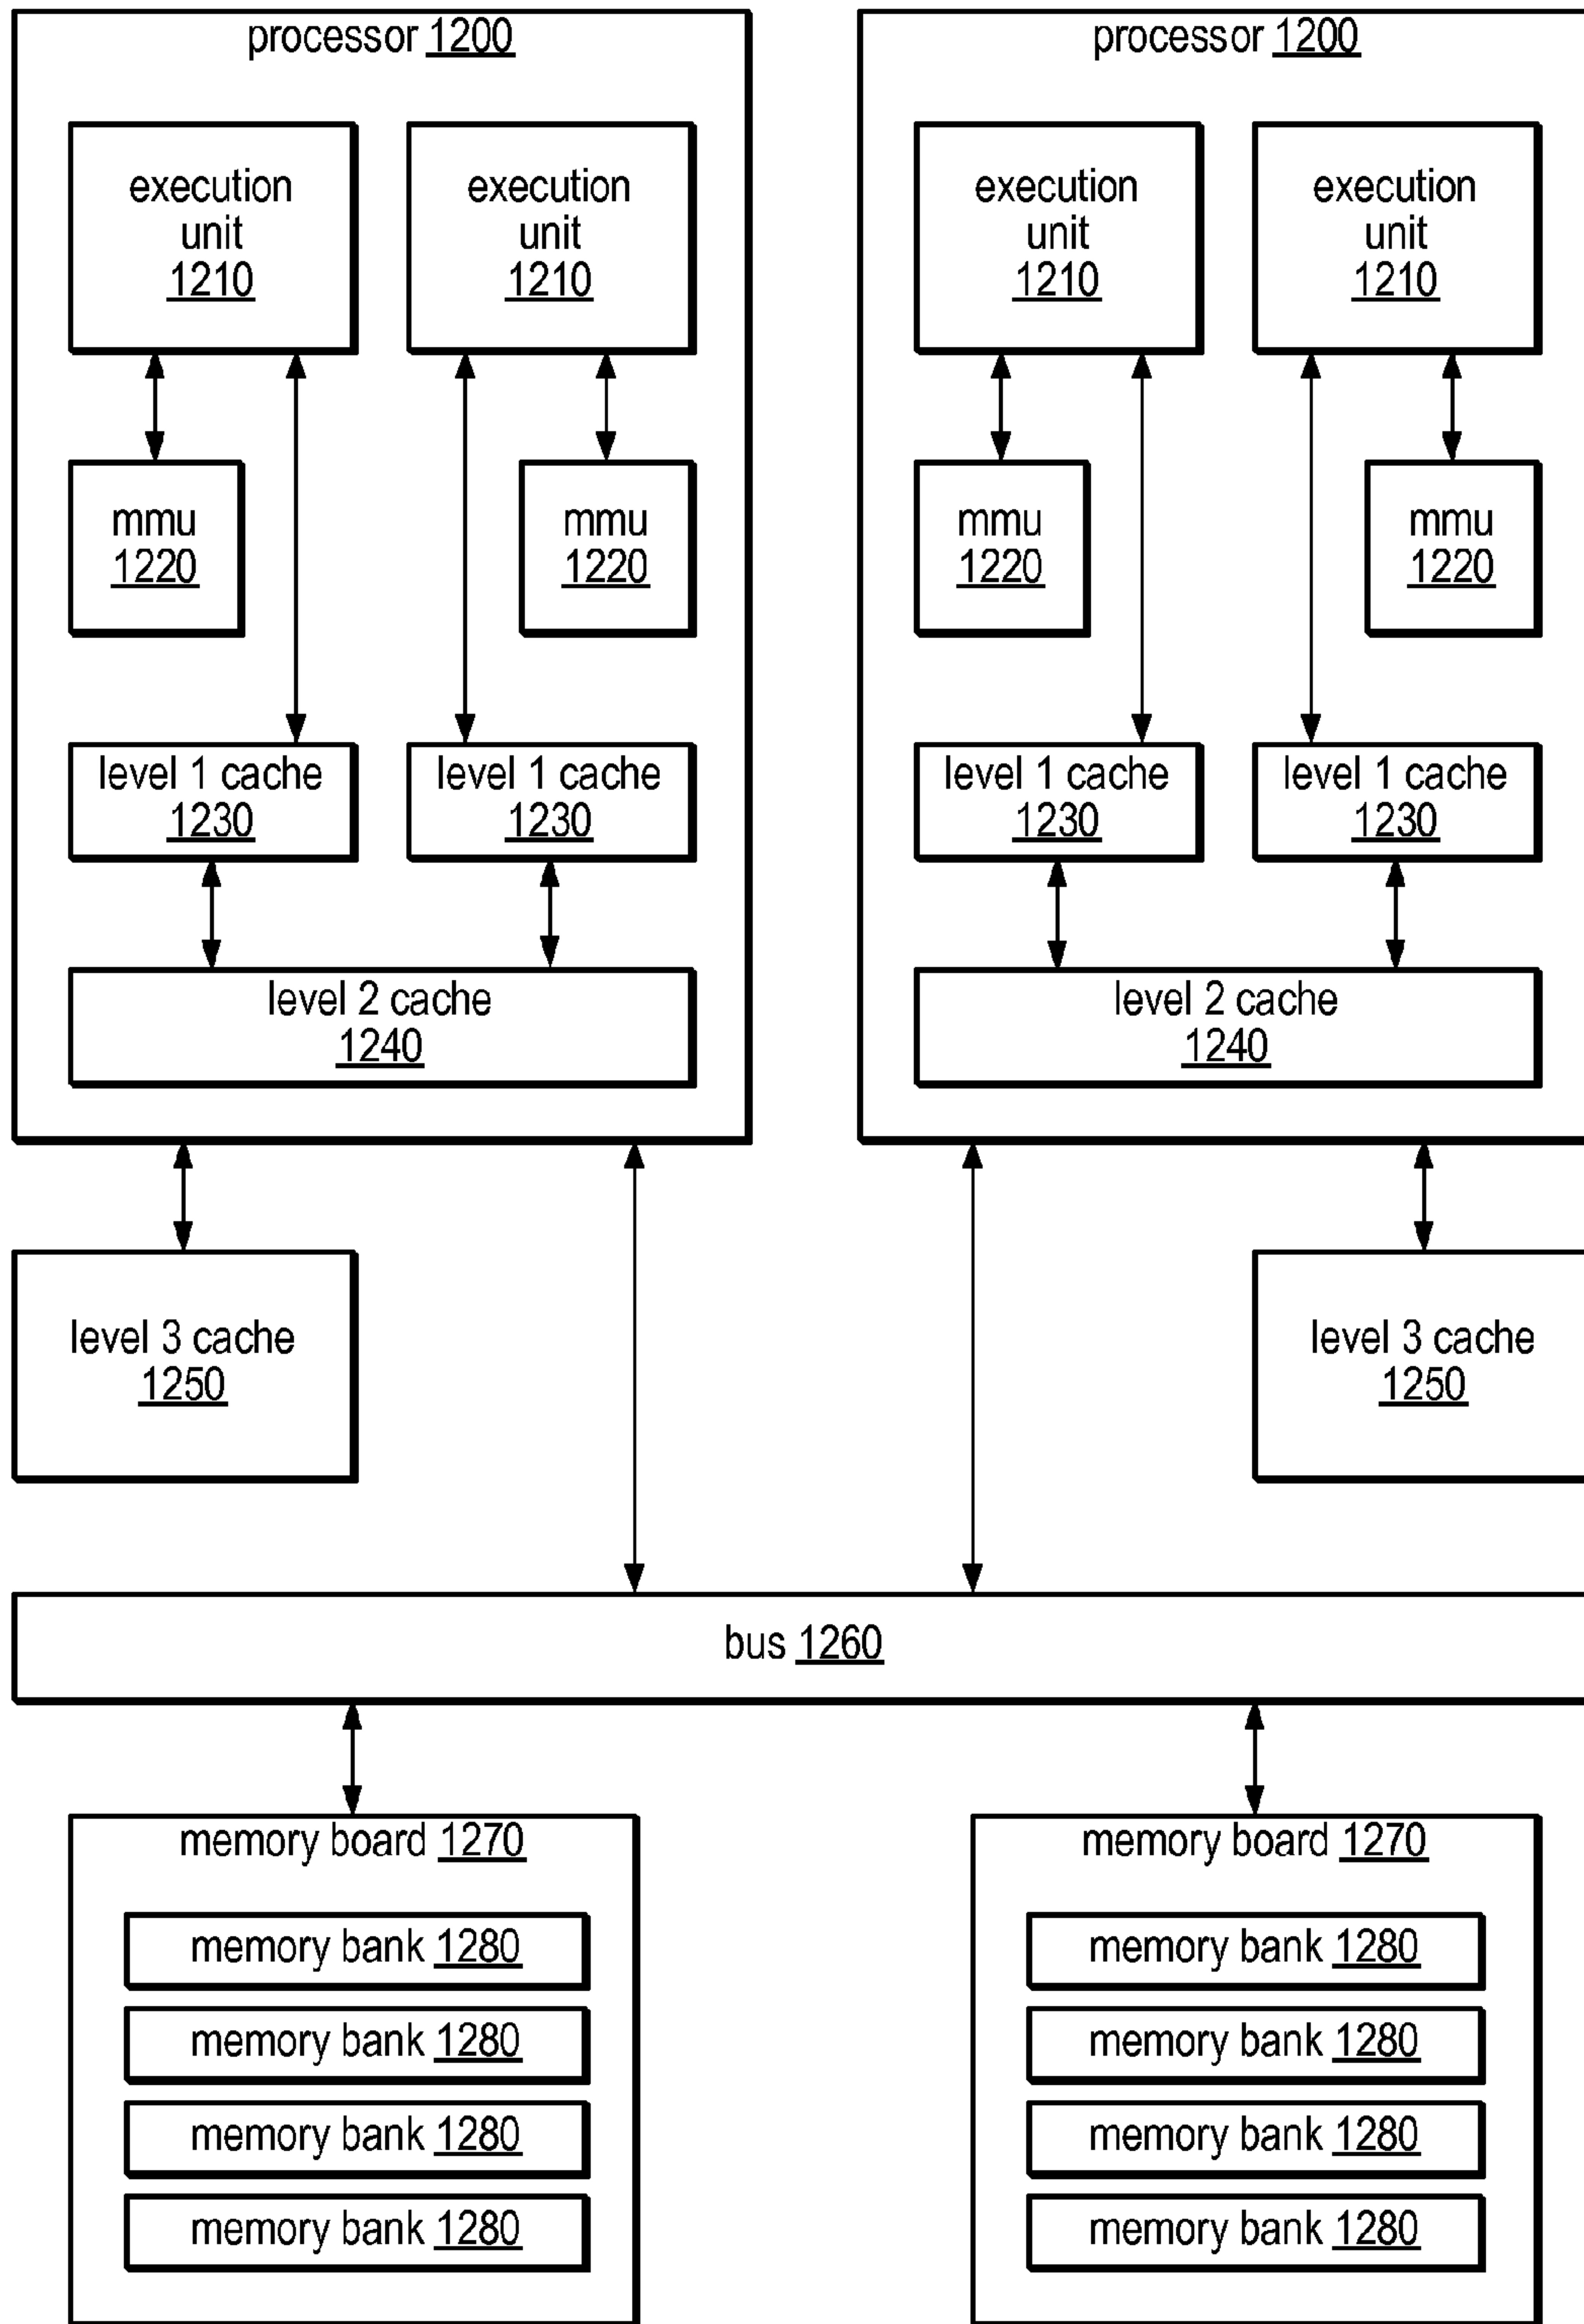 processor 1200
execution
unit
1210
execution
unit
1210
mmu
1220
mmu
1220
level 1 cache
1230
level 1 cache
1230
level 2 cache
1240
processor 1200
execution
unit
1210
execution
unit
1210
mmu
1220
mmu
1220
level 1 cache
1230
level 1 cache
1230
level 2 cache
1240
level 3 cache
1250
level 3 cache
1250
bus 1260
memory board 1270
memory bank 1280
memory bank 1280
memory bank 1280
memory bank 1280
memory board 1270
memory bank 1280
memory bank 1280
memory bank 1280
memory bank 1280